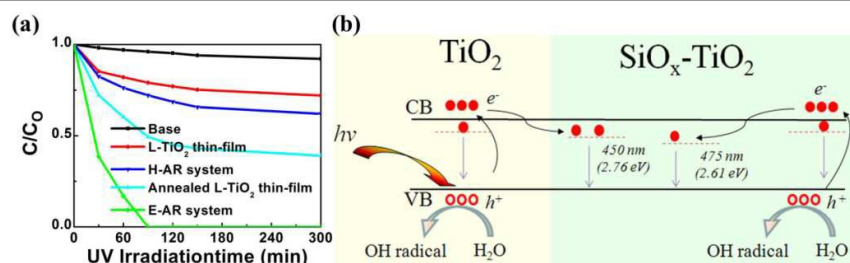 (a)
1.0
0.5
0.0
C/C₀
Base
L-TiO₂ thin-film
H-AR system
Annealed L-TiO₂ thin-film
E-AR system
0 60 120 180 240 300
UV Irradiationtime (min)
(b)
TiO₂
SiOₓ-TiO₂
CB
e⁻
e⁻
hv
450 nm
(2.76 eV)
475 nm
(2.61 eV)
VB
h⁺
h⁺
OH radical H₂O
OH radical H₂O